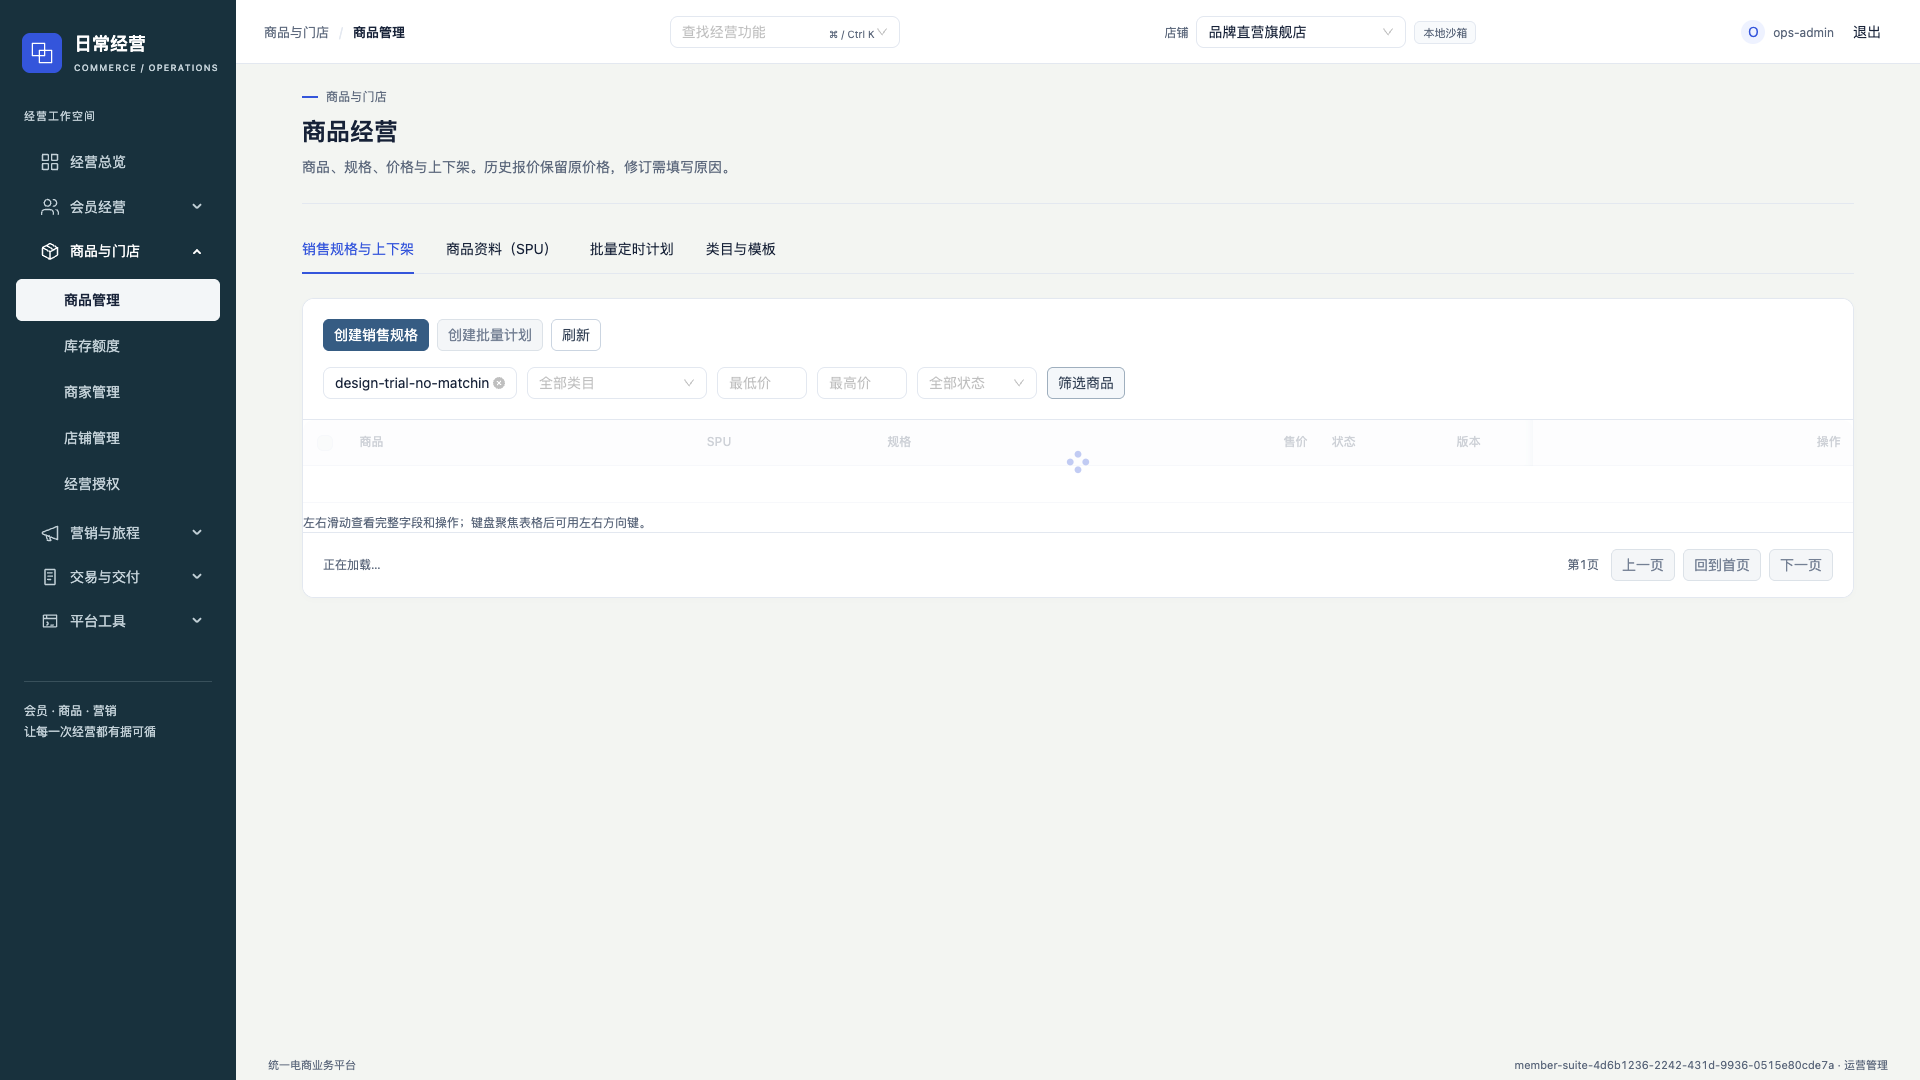 日常经营
COMMERCE / OPERATIONS
经营工作空间
经营总览
会员经营
商品与门店
商品管理
库存额度
商家管理
店铺管理
经营授权
营销与旅程
交易与交付
平台工具
会员 · 商品 · 营销
让每一次经营都有据可循
商品与门店 / 商品管理
查找经营功能 ⌘ / Ctrl K
店铺 品牌直营旗舰店 本地沙箱
O ops-admin 退出
商品与门店
商品经营
商品、规格、价格与上下架。历史报价保留原价格，修订需填写原因。
销售规格与上下架 商品资料（SPU） 批量定时计划 类目与模板
创建销售规格 创建批量计划 刷新
design-trial-no-matchin 全部类目 最低价 最高价 全部状态 筛选商品
商品 SPU 规格 售价 状态 版本 操作
左右滑动查看完整字段和操作；键盘聚焦表格后可用左右方向键。
正在加载... 第1页 上一页 回到首页 下一页
统一电商业务平台 member-suite-4d6b1236-2242-431d-9936-0515e80cde7a · 运营管理